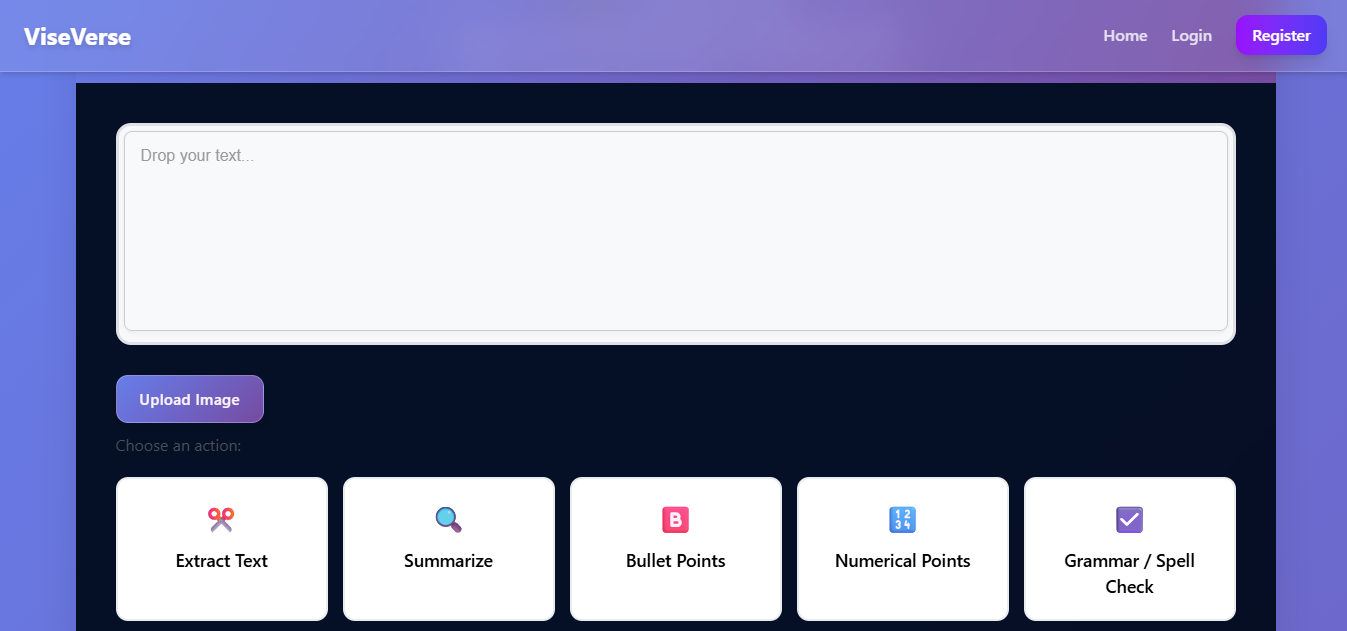 ViseVerse
Home
Login
Register
Drop your text...
Upload Image
Choose an action:
Extract Text
Summarize
B
Bullet Points
1 2
3 4
Numerical Points
Grammar / Spell
Check